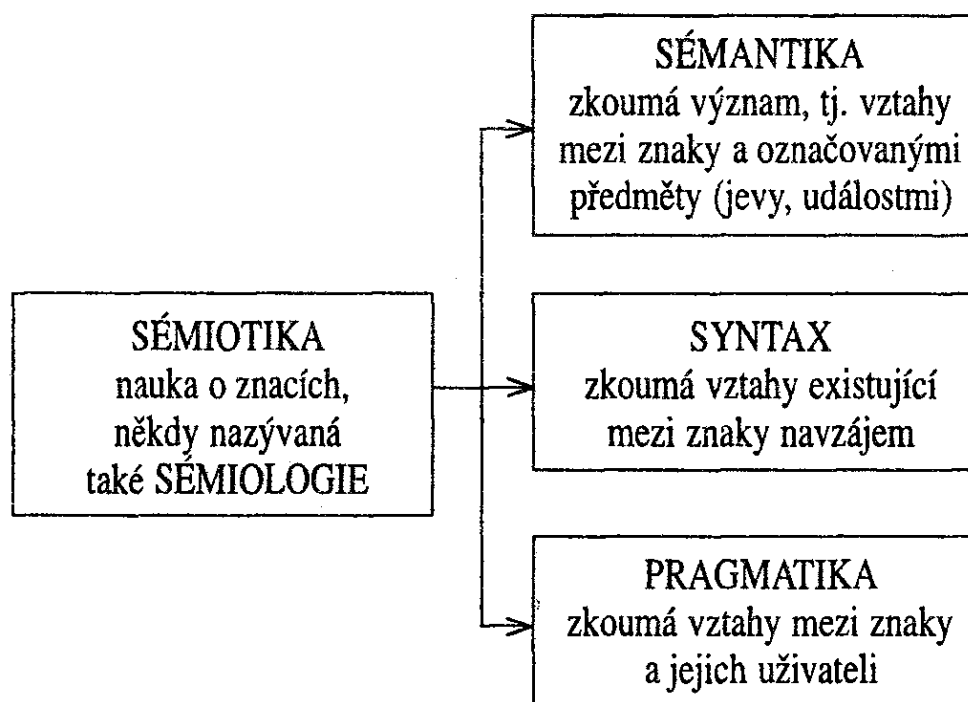 SÉMIOTIKA
nauka o znacích,
někdy nazývaná
také SÉMIOLOGIE
SÉMANTIKA
zkoumá význam, tj. vztahy
mezi znaky a označovanými
předměty (jevy, událostmi)
SYNTAX
zkoumá vztahy existující
mezi znaky navzájem
PRAGMATIKA
zkoumá vztahy mezi znaky
a jejich uživateli